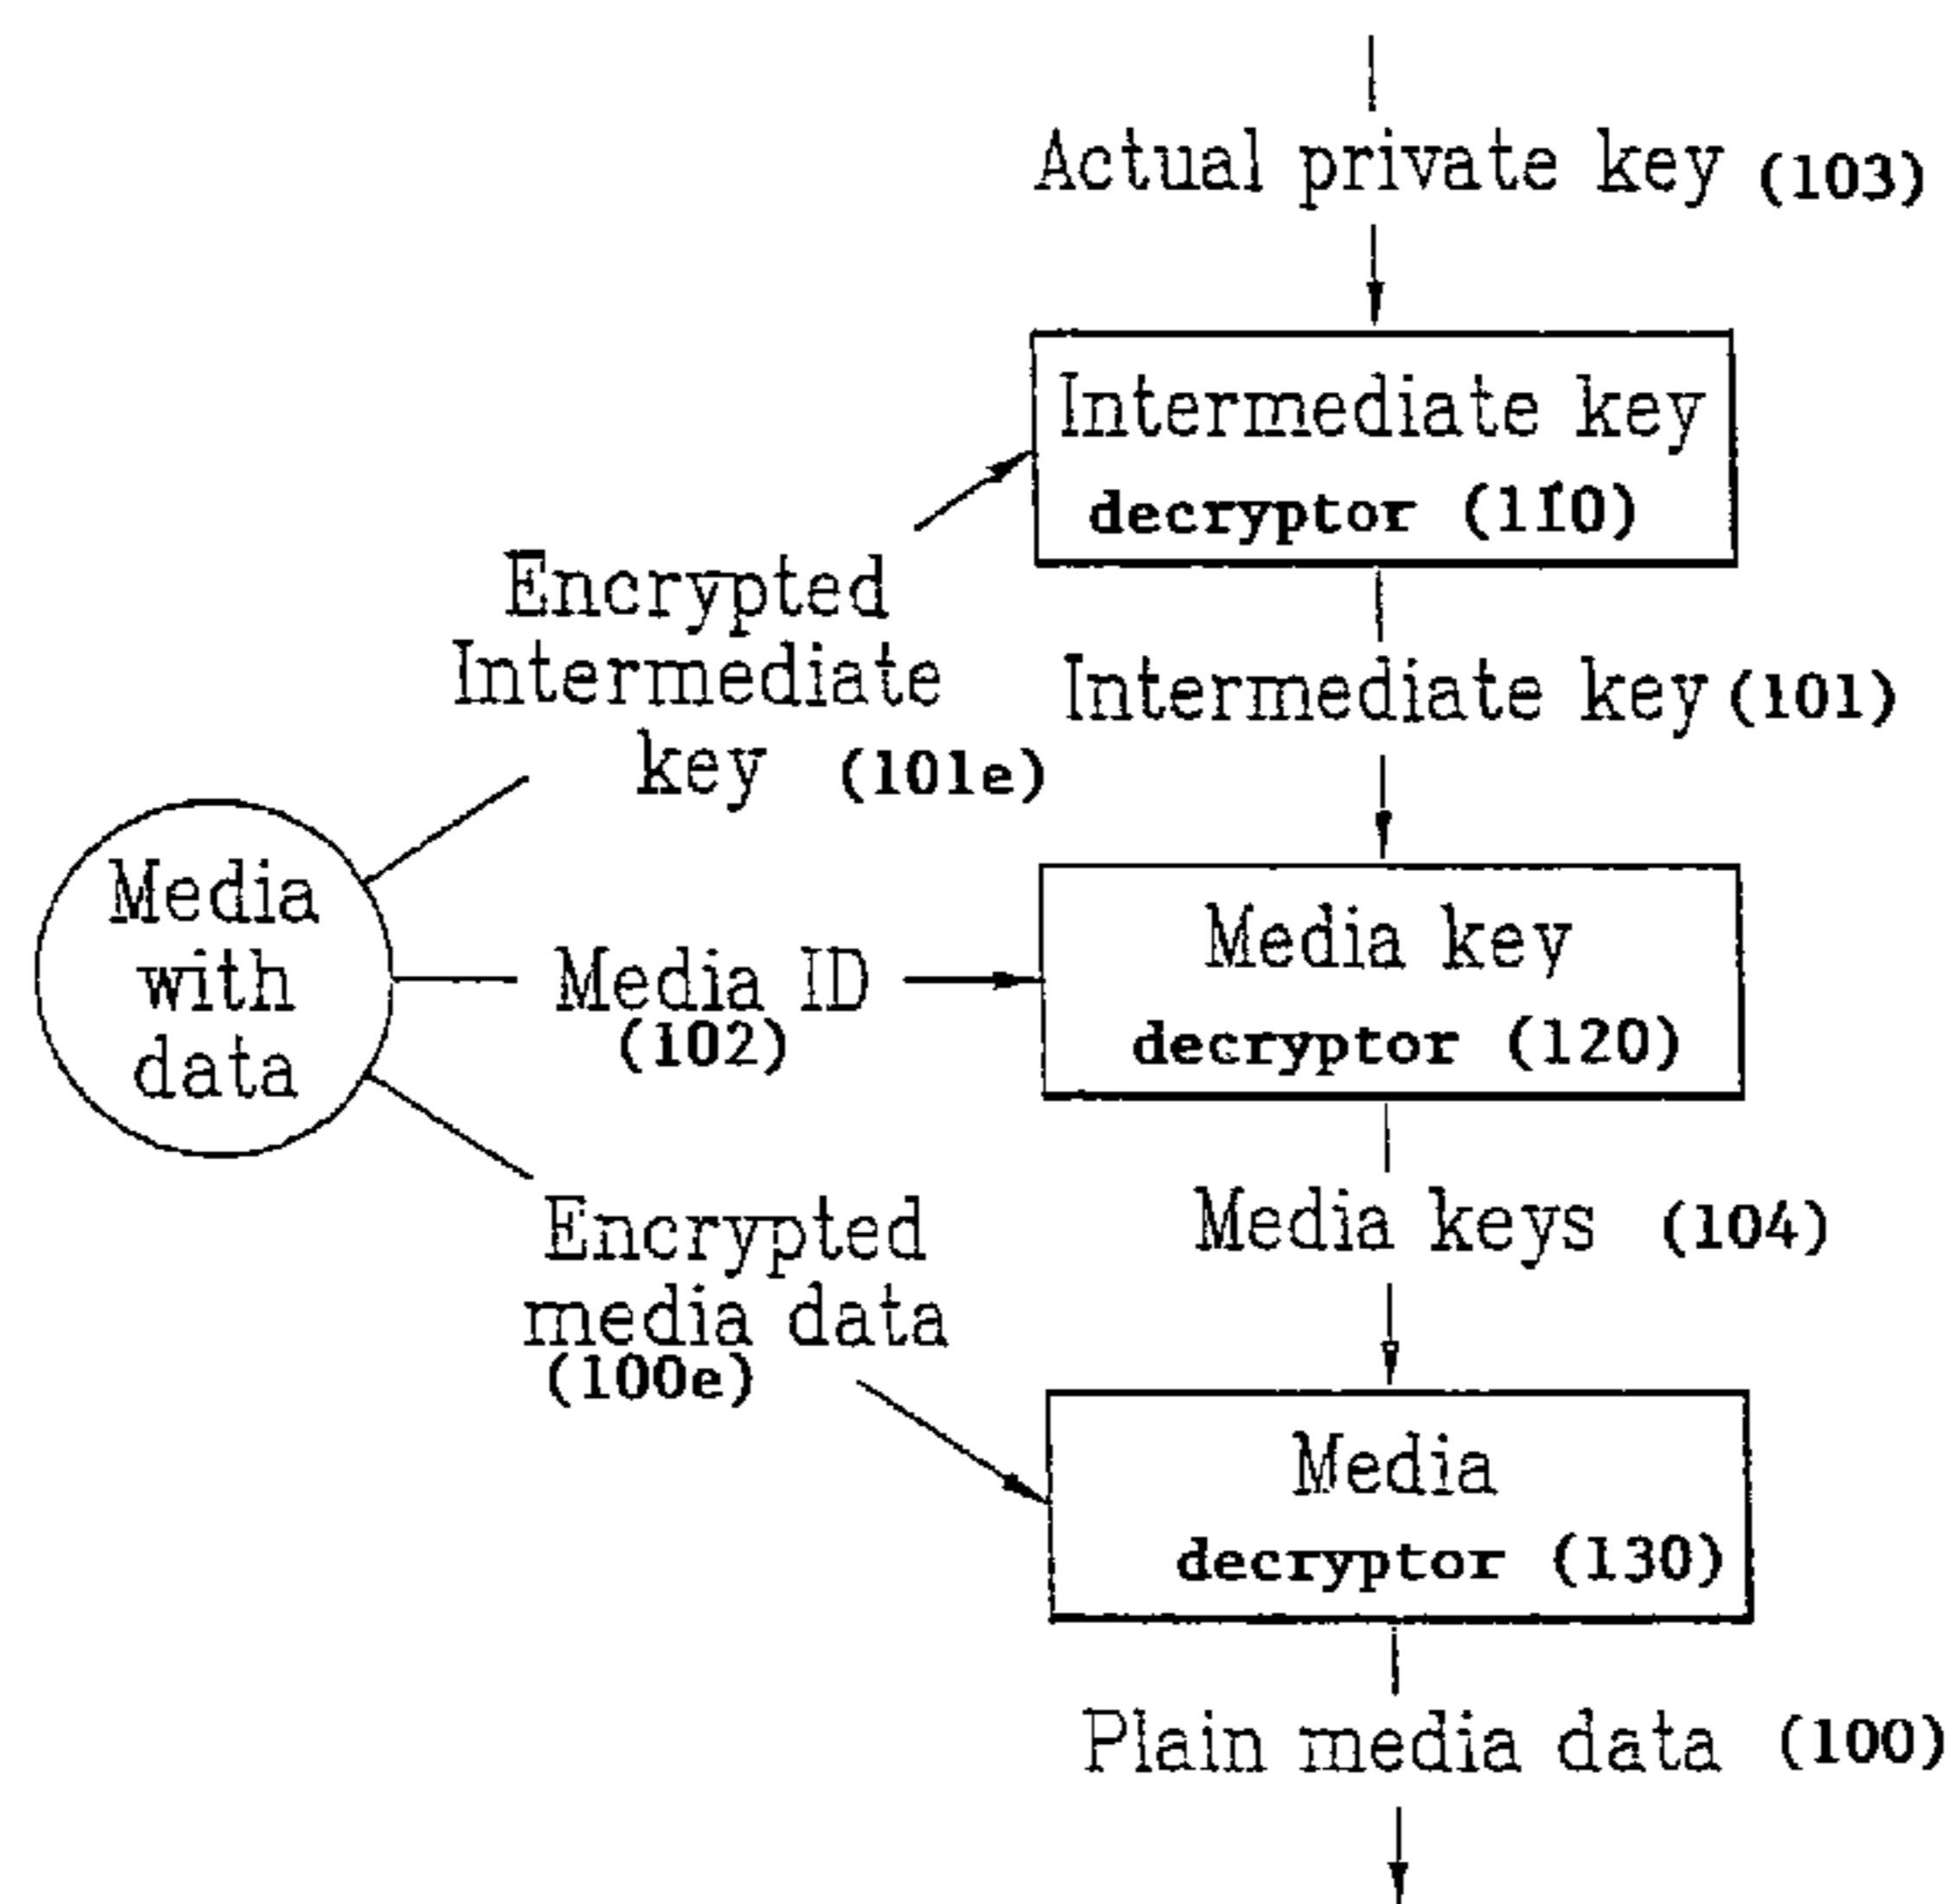 Actual private key (103)
Intermediate key
decryptor (110)
Encrypted
Intermediate
key (101e)
Intermediate key (101)
Media
with
data
Media ID
(102)
Media key
decryptor (120)
Encrypted
media data
(100e)
Media keys (104)
Media
decryptor (130)
Plain media data (100)